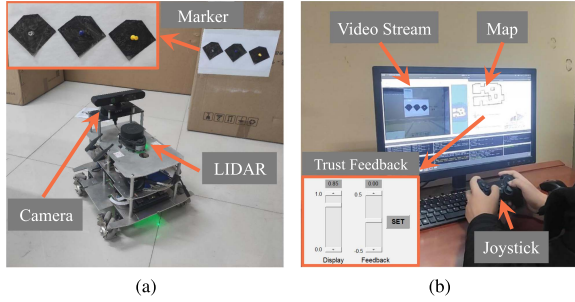 Marker
LIDAR
Camera
(a)
Video Stream
Map
Trust Feedback
0.85
0.00
1.0
0.5
SET
0.0
-0.5
Display
Feedback
Joystick
(b)